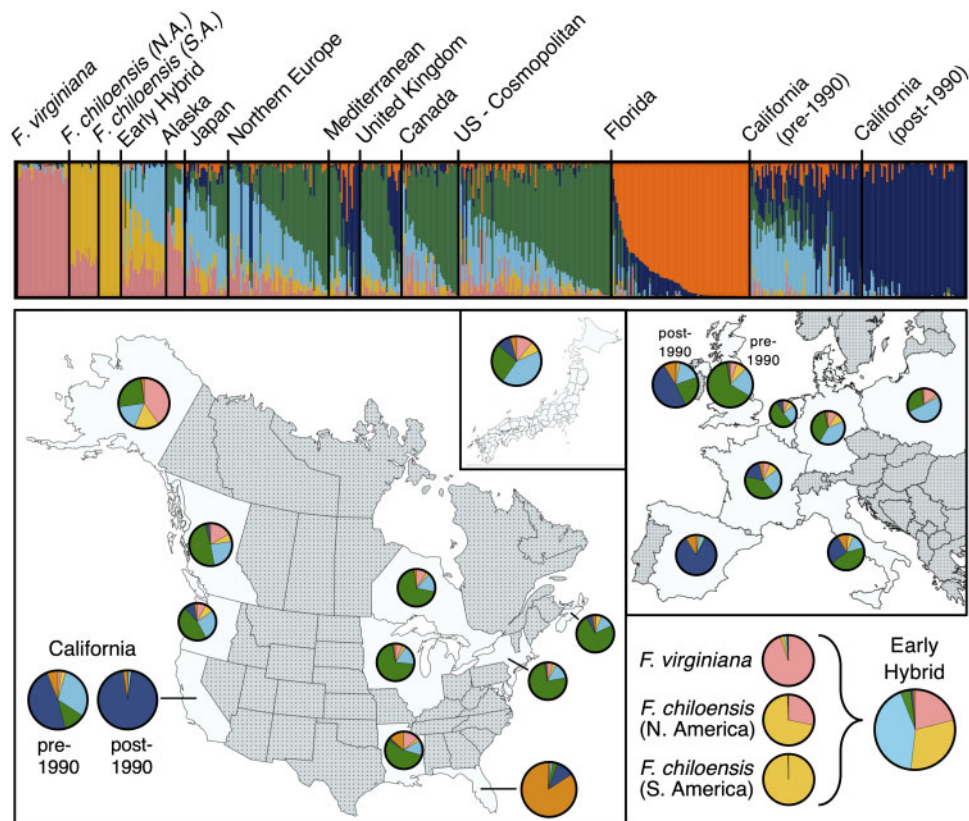 F. virginiana
F. chiloensis (N.A.)
F. chiloensis (S.A.)
Early Hybrid
Alaska
Japan
Northern Europe
Mediterranean
United Kingdom
Canada
US - Cosmopolitan
Florida
California
(pre-1990)
California
(post-1990)
post-
1990
pre-
1990
California
pre-
1990
post-
1990
F. virginiana
F. chiloensis
(N. America)
F. chiloensis
(S. America)
Early
Hybrid